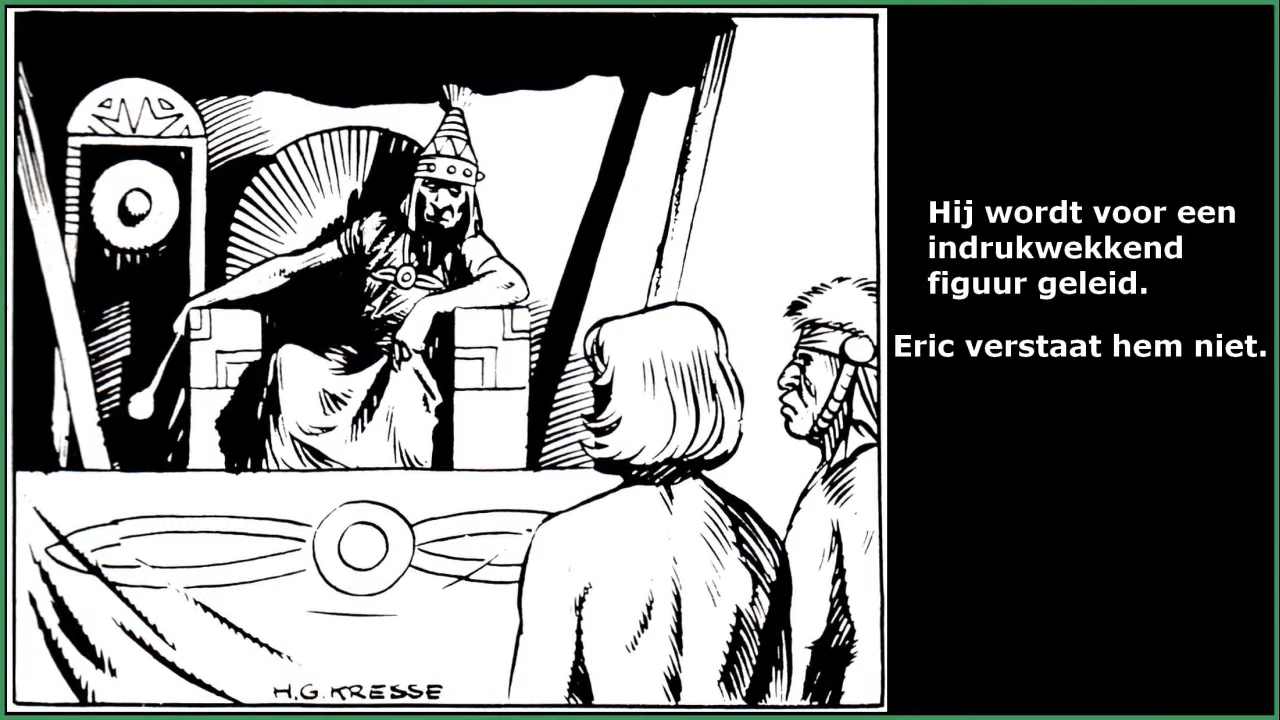 Hij wordt voor een
indrukwekkend
figuur geleid.
Eric verstaat hem niet.
H.G. KRESSE